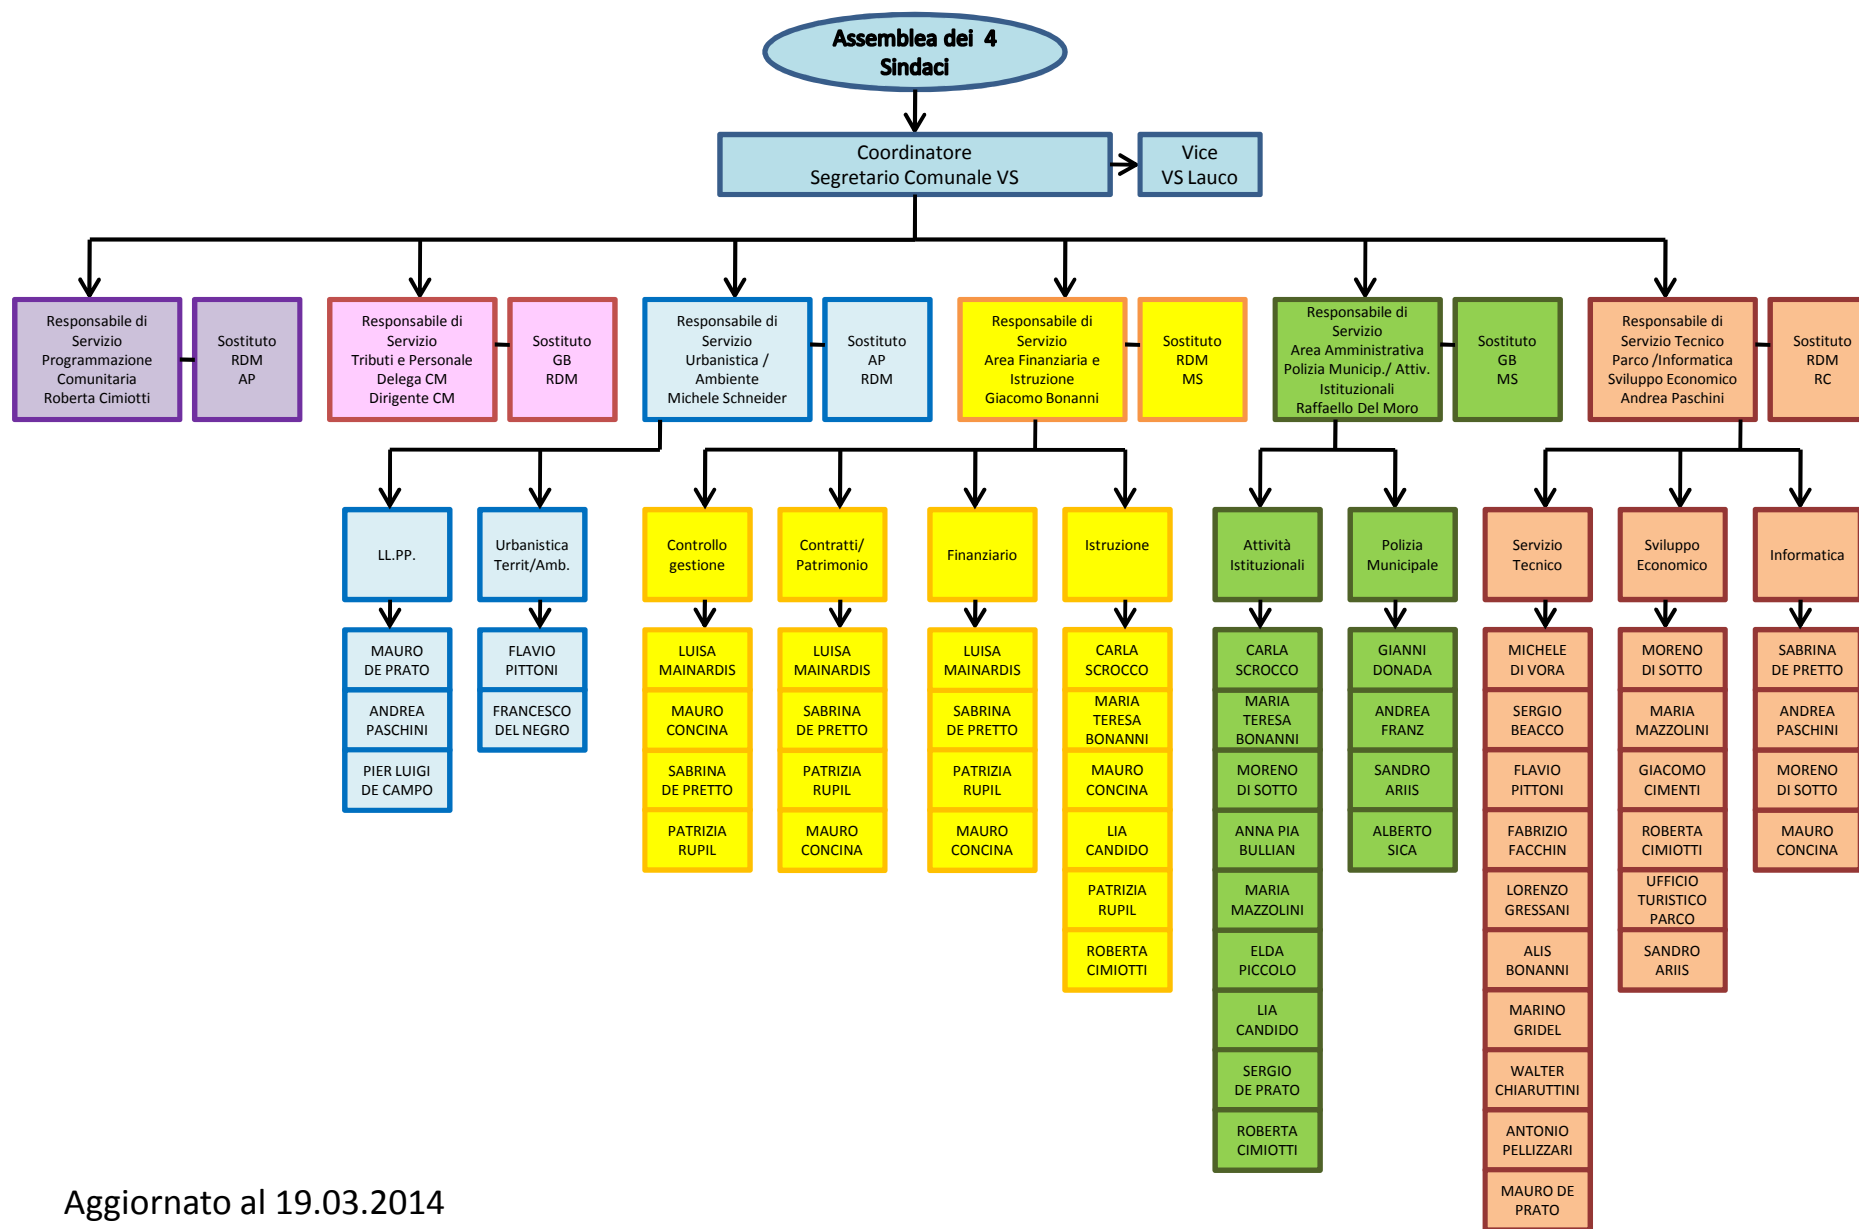 Assemblea dei 4
Sindaci
Coordinatore
Segretario Comunale VS
Vice
VS Lauco
Responsabile di
Servizio
Programmazione
Comunitaria
Roberta Cimiotti
Sostituto
RDM
AP
Responsabile di
Servizio
Tributi e Personale
Delega CM
Dirigente CM
Sostituto
GB
RDM
Responsabile di
Servizio
Urbanistica /
Ambiente
Michele Schneider
Sostituto
AP
RDM
Responsabile di
Servizio
Area Finanziaria e
Istruzione
Giacomo Bonanni
Sostituto
RDM
MS
Responsabile di
Servizio
Area Amministrativa
Polizia Municip./ Attiv.
Istituzionali
Raffaello Del Moro
Sostituto
GB
MS
Responsabile di
Servizio Tecnico
Parco /Informatica
Sviluppo Economico
Andrea Paschini
Sostituto
RDM
RC
LL.PP.
MAURO
DE PRATO
ANDREA
PASCHINI
PIER LUIGI
DE CAMPO
Urbanistica
Territ/Amb.
FLAVIO
PITTONI
FRANCESCO
DEL NEGRO
Controllo
gestione
LUISA
MAINARDIS
MAURO
CONCINA
SABRINA
DE PRETTO
PATRIZIA
RUPIL
Contratti/
Patrimonio
LUISA
MAINARDIS
SABRINA
DE PRETTO
PATRIZIA
RUPIL
MAURO
CONCINA
Finanziario
LUISA
MAINARDIS
SABRINA
DE PRETTO
PATRIZIA
RUPIL
MAURO
CONCINA
Istruzione
CARLA
SCROCCO
MARIA
TERESA
BONANNI
MAURO
CONCINA
LIA
CANDIDO
PATRIZIA
RUPIL
ROBERTA
CIMIOTTI
Attività
Istituzionali
CARLA
SCROCCO
MARIA
TERESA
BONANNI
MORENO
DI SOTTO
ANNA PIA
BULLIAN
MARIA
MAZZOLINI
ELDA
PICCOLO
LIA
CANDIDO
SERGIO
DE PRATO
ROBERTA
CIMIOTTI
Polizia
Municipale
GIANNI
DONADA
ANDREA
FRANZ
SANDRO
ARIIS
ALBERTO
SICA
Servizio
Tecnico
MICHELE
DI VORA
SERGIO
BEACCO
FLAVIO
PITTONI
FABRIZIO
FACCHIN
LORENZO
GRESSANI
ALIS
BONANNI
MARINO
GRIDEL
WALTER
CHIARUTTINI
ANTONIO
PELLIZZARI
MAURO DE
PRATO
Sviluppo
Economico
MORENO
DI SOTTO
MARIA
MAZZOLINI
GIACOMO
CIMENTI
ROBERTA
CIMIOTTI
UFFICIO
TURISTICO
PARCO
SANDRO
ARIIS
Informatica
SABRINA
DE PRETTO
ANDREA
PASCHINI
MORENO
DI SOTTO
MAURO
CONCINA
Aggiornato al 19.03.2014